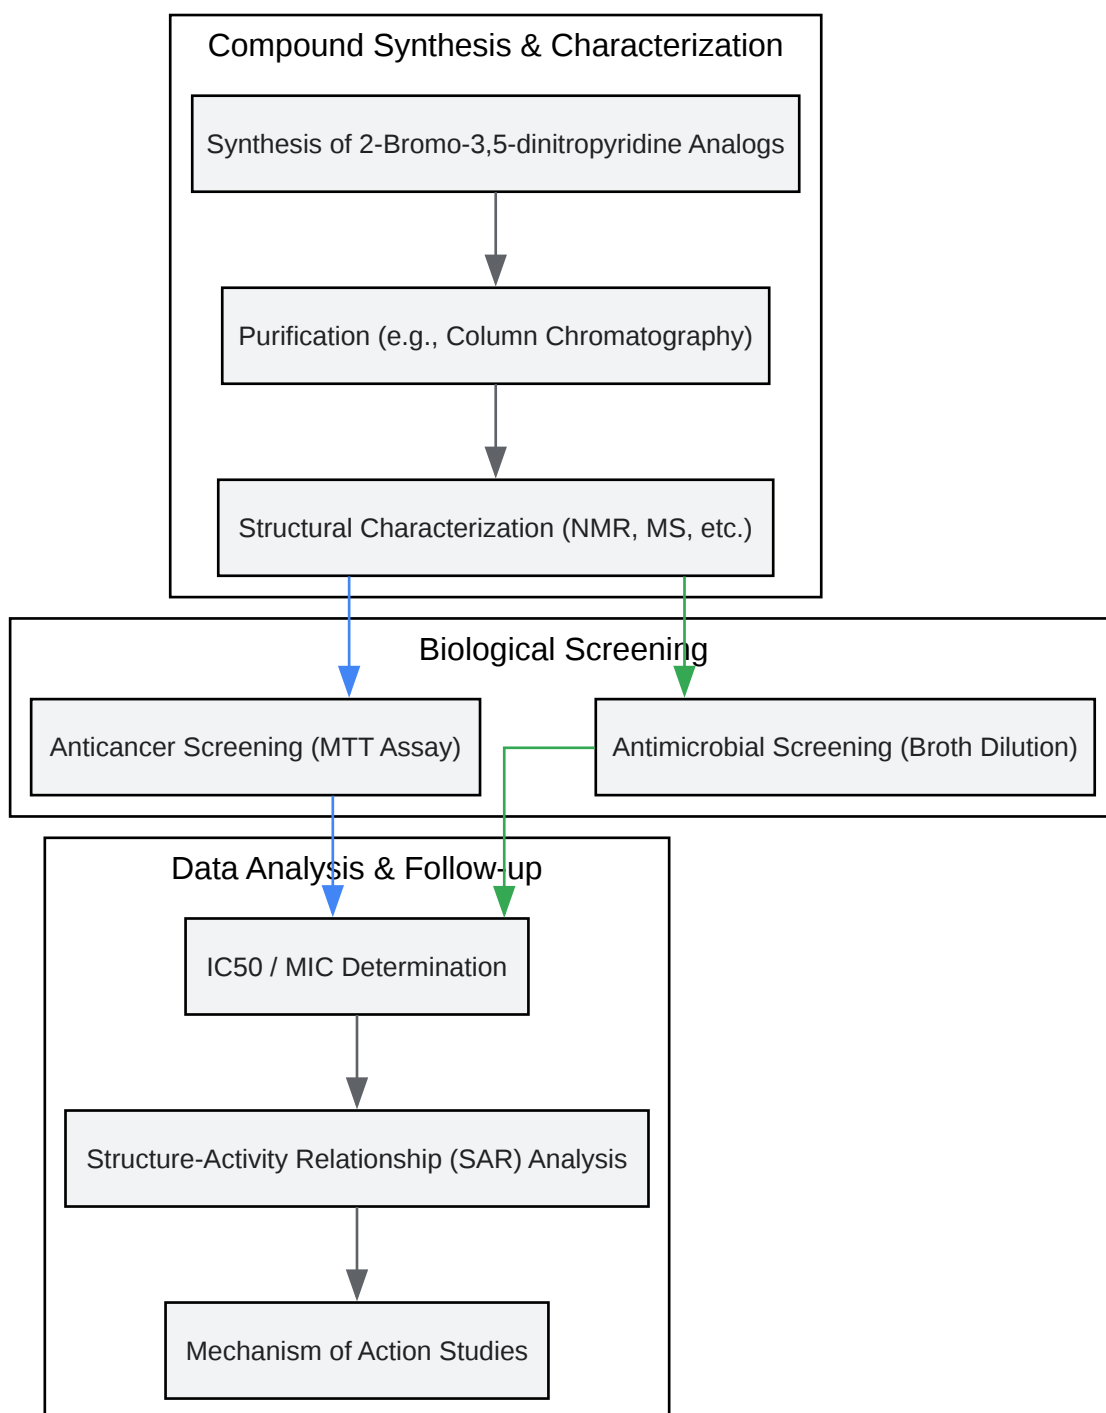 Compound Synthesis & Characterization
Synthesis of 2-Bromo-3,5-dinitropyridine Analogs
Purification (e.g., Column Chromatography)
Structural Characterization (NMR, MS, etc.)
Biological Screening
Anticancer Screening (MTT Assay)
Antimicrobial Screening (Broth Dilution)
Data Analysis & Follow-up
IC50 / MIC Determination
Structure-Activity Relationship (SAR) Analysis
Mechanism of Action Studies